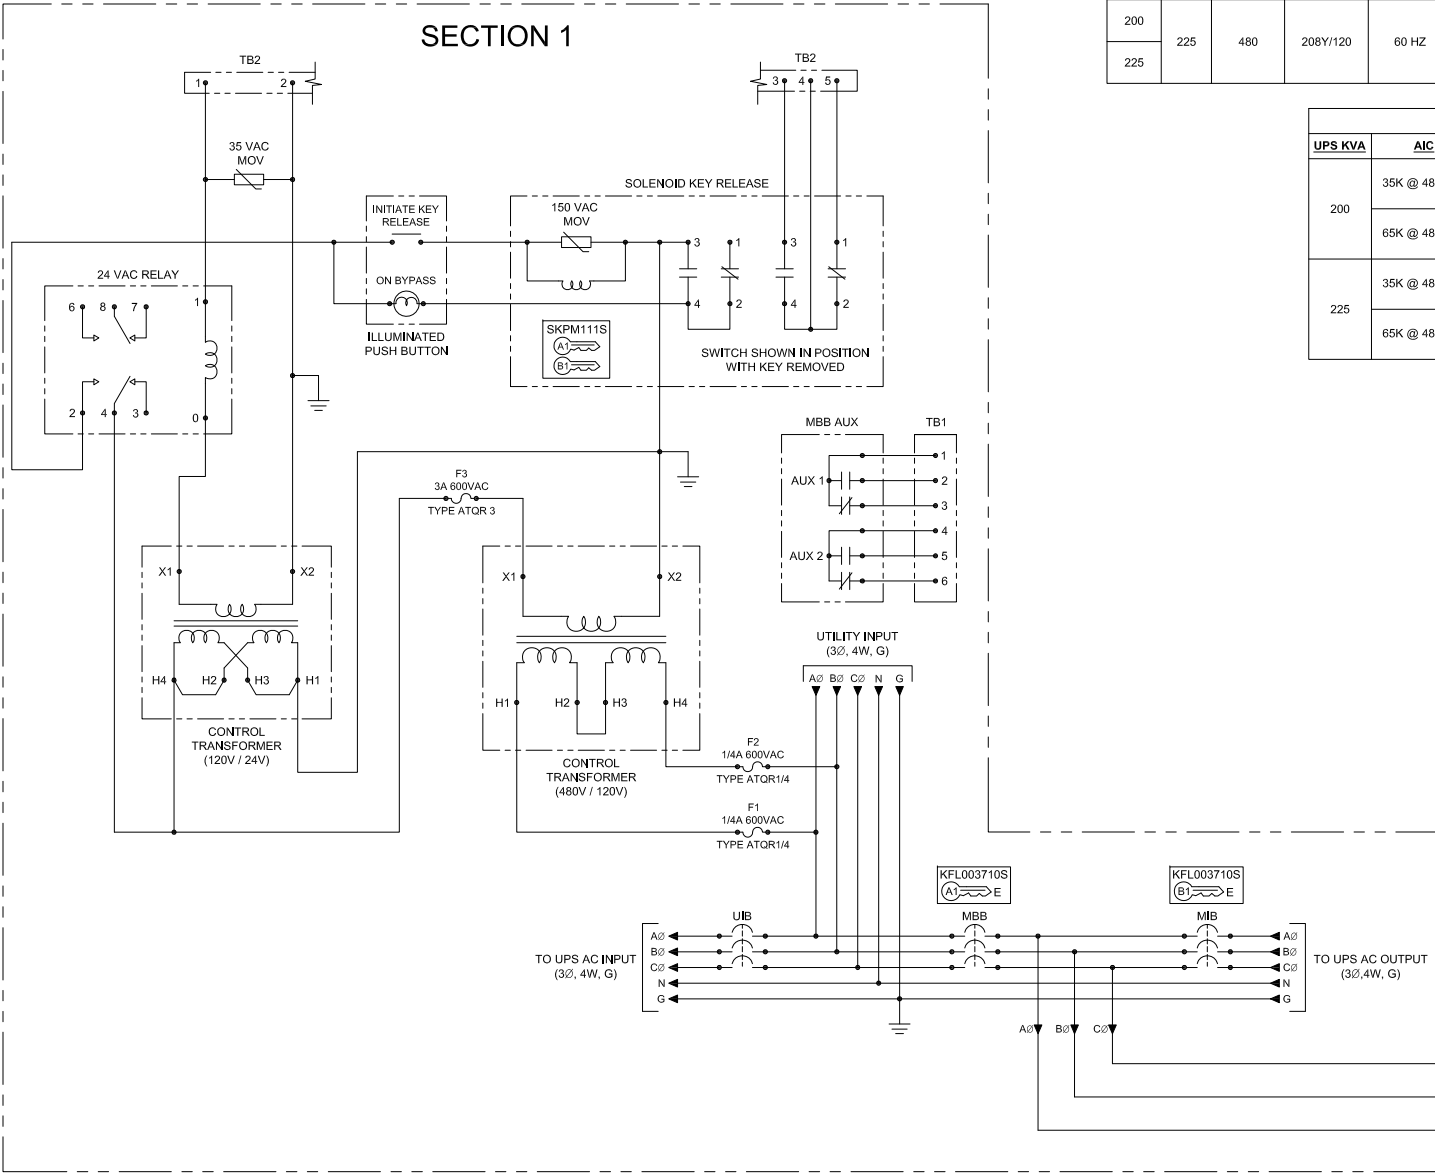 SECTION 1
TB2
1 2
TB2
3 4 5
200
225
225 480 208Y/120 60 HZ
UPS KVA AIC
200
35K @ 48
65K @ 48
225
35K @ 48
65K @ 48
35 VAC
MOV
SOLENOID KEY RELEASE
INITIATE KEY
RELEASE
150 VAC
MOV
3 1 3 1
24 VAC RELAY
ON BYPASS
6 8 7 1
4 2 4 2
ILLUMINATED
PUSH BUTTON
SKPM111S
A1
B1
SWITCH SHOWN IN POSITION
WITH KEY REMOVED
2 4 3 0
MBB AUX
TB1
AUX 1
1
2
3
AUX 2
4
5
6
F3
3A 600VAC
TYPE ATQR 3
X1 X2
X1 X2
H4 H2 H3 H1
CONTROL
TRANSFORMER
(120V / 24V)
H1 H2 H3 H4
CONTROL
TRANSFORMER
(480V / 120V)
UTILITY INPUT
(3Ø, 4W, G)
AØ BØ CØ N G
F2
1/4A 600VAC
TYPE ATQR1/4
F1
1/4A 600VAC
TYPE ATQR1/4
KFL003710S
A1 E
KFL003710S
B1 E
UIB
MBB
MIB
TO UPS AC INPUT
(3Ø, 4W, G)
AØ
BØ
CØ
N
G
AØ
BØ
CØ
N
G
TO UPS AC OUTPUT
(3Ø,4W, G)
AØ BØ CØ